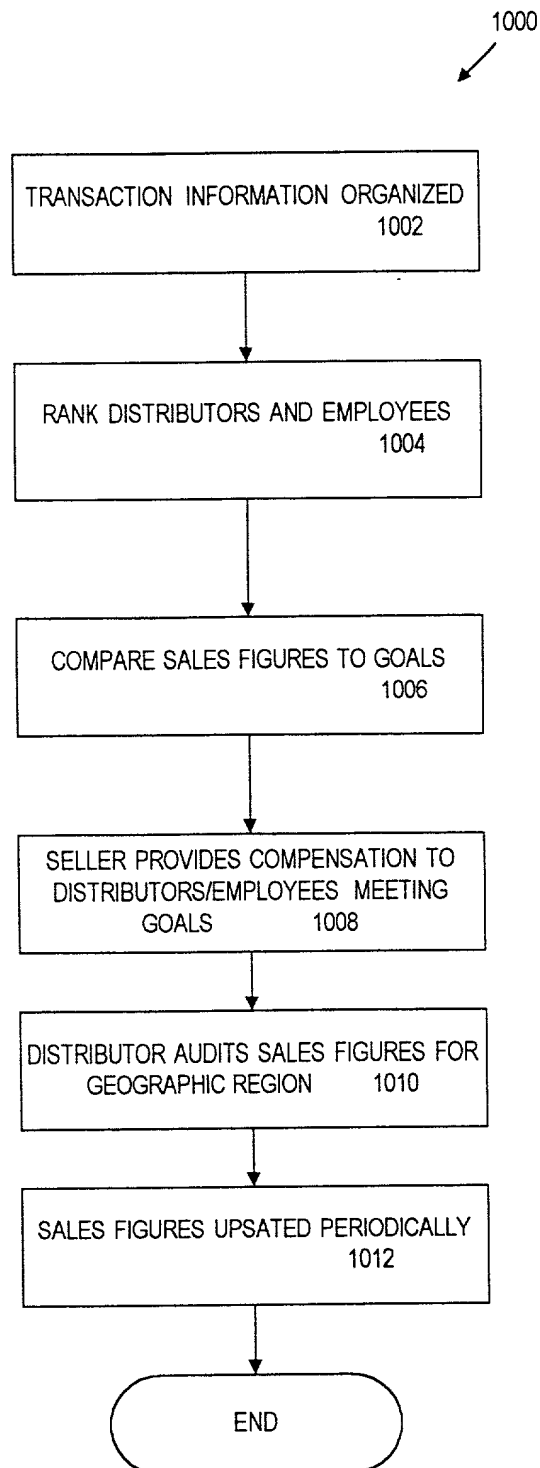 1000
TRANSACTION INFORMATION ORGANIZED
1002
RANK DISTRIBUTORS AND EMPLOYEES
1004
COMPARE SALES FIGURES TO GOALS
1006
SELLER PROVIDES COMPENSATION TO
DISTRIBUTORS/EMPLOYEES MEETING
GOALS 1008
DISTRIBUTOR AUDITS SALES FIGURES FOR
GEOGRAPHIC REGION 1010
SALES FIGURES UPSATED PERIODICALLY
1012
END